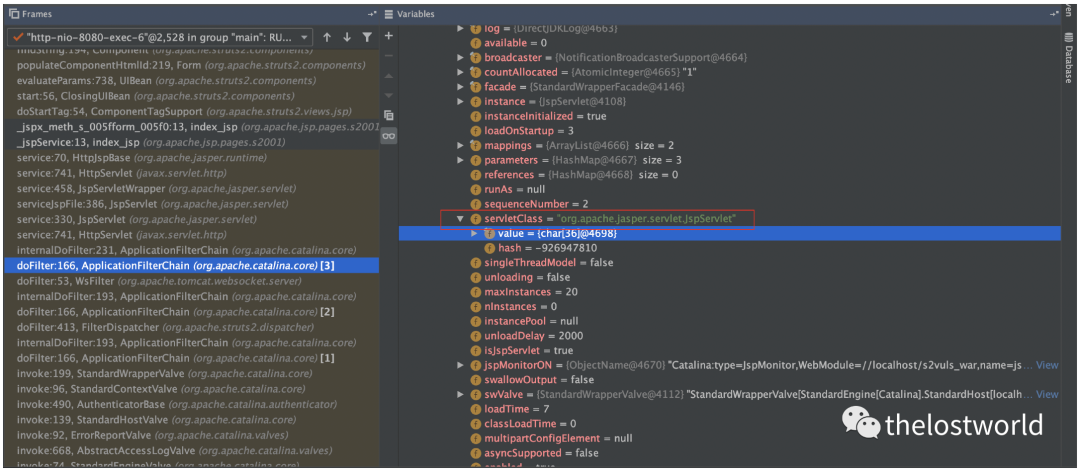 Frames
"http-nio-8080-exec-6"@2,528 in group "main": RU...
findString:194, Component (org.apache.struts2.components)
populateComponentHtmlId:219, Form (org.apache.struts2.components)
evaluateParams:738, UIBean (org.apache.struts2.components)
start:56, ClosingUIBean (org.apache.struts2.components)
doStartTag:54, ComponentTagSupport (org.apache.struts2.views.jsp)
_jspx_meth_s_005fform_005f0:13, index_jsp (org.apache.jsp.pages.s2001
_jspService:13, index_jsp (org.apache.jsp.pages.s2001)
service:70, HttpJspBase (org.apache.jasper.runtime)
service:741, HttpServlet (javax.servlet.http)
service:458, JspServletWrapper (org.apache.jasper.servlet)
serviceJspFile:386, JspServlet (org.apache.jasper.servlet)
service:330, JspServlet (org.apache.jasper.servlet)
service:741, HttpServlet (javax.servlet.http)
internalDoFilter:231, ApplicationFilterChain (org.apache.catalina.core)
doFilter:166, ApplicationFilterChain (org.apache.catalina.core) [3]
doFilter:53, WsFilter (org.apache.tomcat.websocket.server)
internalDoFilter:193, ApplicationFilterChain (org.apache.catalina.core)
doFilter:166, ApplicationFilterChain (org.apache.catalina.core) [2]
doFilter:413, FilterDispatcher (org.apache.struts2.dispatcher)
internalDoFilter:193, ApplicationFilterChain (org.apache.catalina.core)
doFilter:166, ApplicationFilterChain (org.apache.catalina.core) [1]
invoke:199, StandardWrapperValve (org.apache.catalina.core)
invoke:96, StandardContextValve (org.apache.catalina.core)
invoke:490, AuthenticatorBase (org.apache.catalina.authenticator)
invoke:139, StandardHostValve (org.apache.catalina.core)
invoke:92, ErrorReportValve (org.apache.catalina.valves)
invoke:668, AbstractAccessLogValve (org.apache.catalina.valves)
invoke:74, StandardEngineValve (org.apache.catalina.core)
Variables
log = {DirectJDKLog@4663}
available = 0
broadcaster = {NotificationBroadcasterSupport@4664}
countAllocated = {AtomicInteger@4665} "1"
facade = {StandardWrapperFacade@4146}
instance = {JspServlet@4108}
instanceInitialized = true
loadOnStartup = 3
mappings = {ArrayList@4666} size = 2
parameters = {HashMap@4667} size = 3
references = {HashMap@4668} size = 0
runAs = null
sequenceNumber = 2
servletClass = "org.apache.jasper.servlet.JspServlet"
value = {char[36]@4698}
hash = -926947810
singleThreadModel = false
unloading = false
maxInstances = 20
nInstances = 0
instancePool = null
unloadDelay = 2000
isJspServlet = true
jspMonitorON = {ObjectName@4670} "Catalina:type=JspMonitor,WebModule=//localhost/s2vuls_war,name=js... View
swallowOutput = false
swValve = {StandardWrapperValve@4112} "StandardWrapperValve[StandardEngine[Catalina].StandardHost[localh... View
loadTime = 7
classLoadTime = 0
multipartConfigElement = null
asyncSupported = false
enabled = true
ven
Database
thelostworld